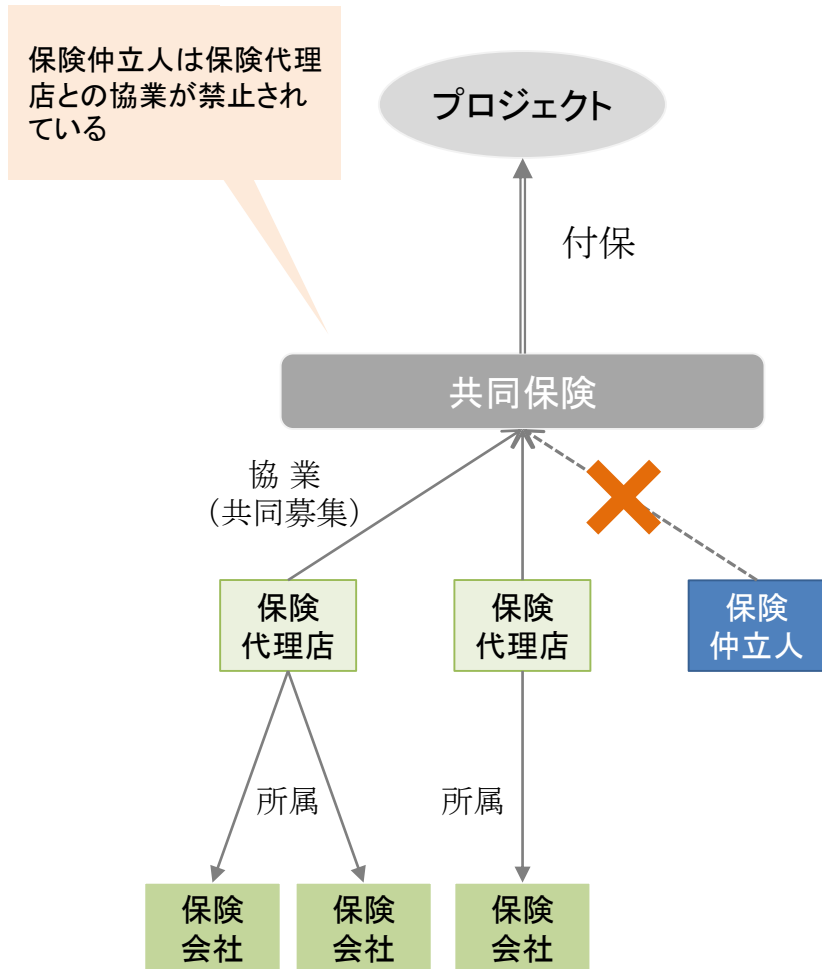 保険仲立人は保険代理
店との協業が禁止され
ている
プロジェクト
付保
共同保険
協 業
（共同募集）
保険
代理店
保険
代理店
保険
仲立人
所属
所属
保険
会社
保険
会社
保険
会社